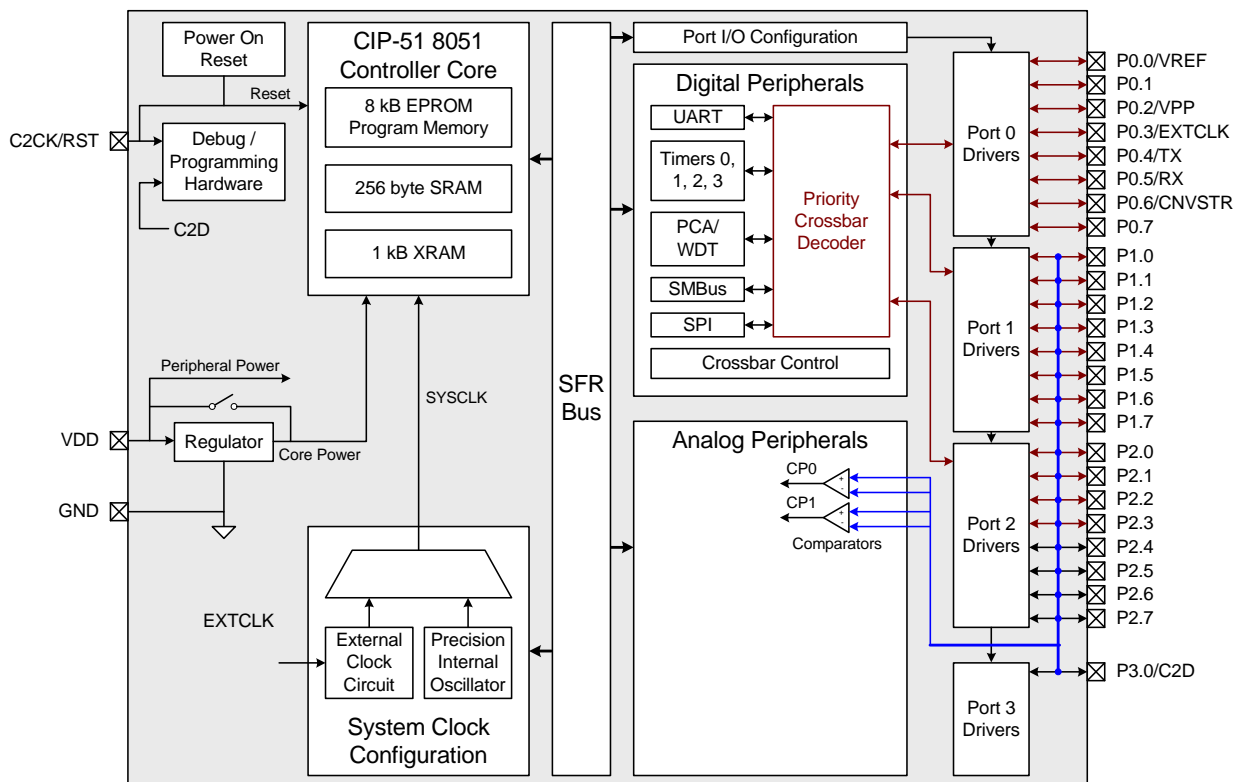 Power On
Reset
Reset
C2CK/RST
Debug /
Programming
Hardware
C2D
CIP-51 8051
Controller Core
8 kB EPROM
Program Memory
256 byte SRAM
1 kB XRAM
Peripheral Power
VDD
Regulator
Core Power
GND
SYSCLK
EXTCLK
External
Clock
Circuit
Precision
Internal
Oscillator
System Clock
Configuration
SFR
Bus
Port I/O Configuration
Digital Peripherals
UART
Timers 0,
1, 2, 3
PCA/
WDT
SMBus
SPI
Priority
Crossbar
Decoder
Crossbar Control
Analog Peripherals
CP0
+
-
CP1
+
-
Comparators
Port 0
Drivers
Port 1
Drivers
Port 2
Drivers
Port 3
Drivers
P0.0/VREF
P0.1
P0.2/VPP
P0.3/EXTCLK
P0.4/TX
P0.5/RX
P0.6/CNVSTR
P0.7
P1.0
P1.1
P1.2
P1.3
P1.4
P1.5
P1.6
P1.7
P2.0
P2.1
P2.2
P2.3
P2.4
P2.5
P2.6
P2.7
P3.0/C2D